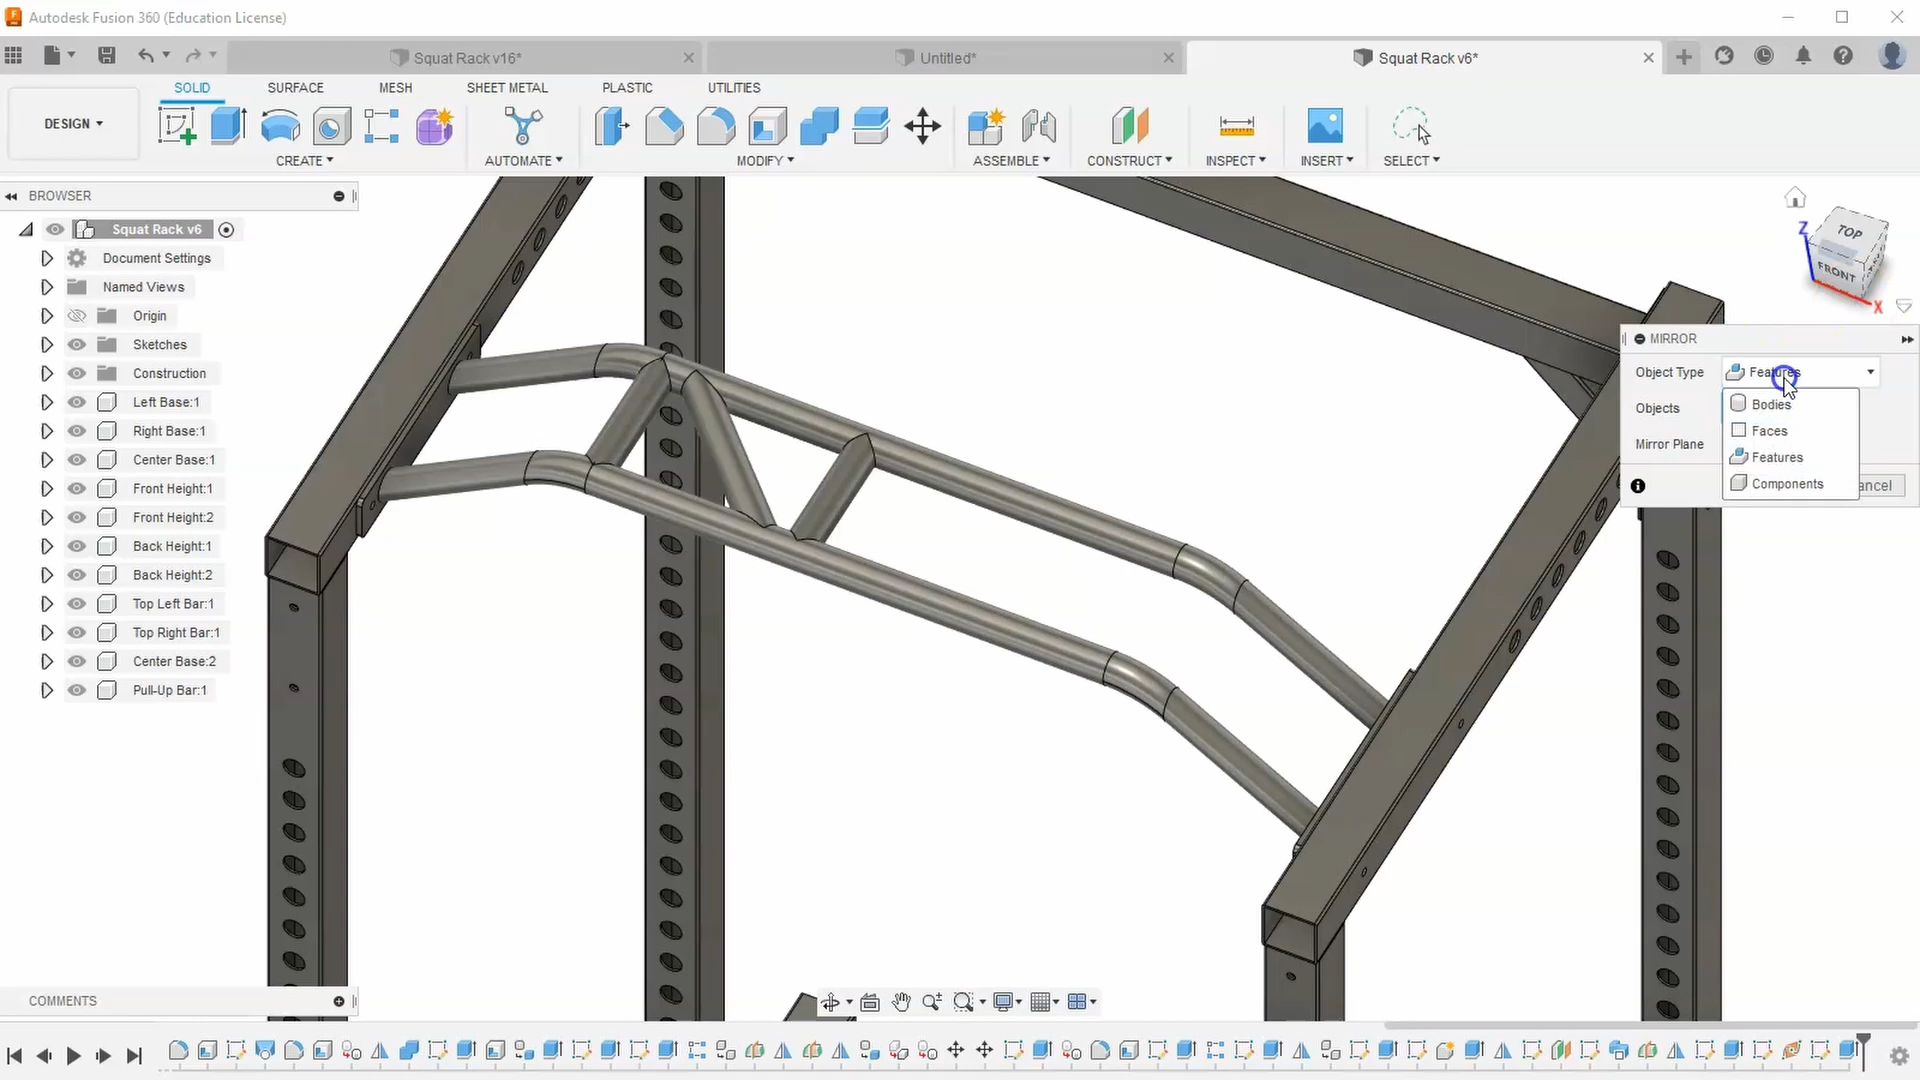 Autodesk Fusion 360 (Education License)
Squat Rack v16*
Untitled*
Squat Rack v6*
SOLID
SURFACE
MESH
SHEET METAL
PLASTIC
UTILITIES
DESIGN
CREATE
AUTOMATE
MODIFY
ASSEMBLE
CONSTRUCT
INSPECT
INSERT
SELECT
BROWSER
Squat Rack v6
Document Settings
Named Views
Origin
Sketches
Construction
Left Base:1
Right Base:1
Center Base:1
Front Height:1
Front Height:2
Back Height:1
Back Height:2
Top Left Bar:1
Top Right Bar:1
Center Base:2
Pull-Up Bar:1
TOP
FRONT
Z
X
MIRROR
Object Type
Features
Objects
Mirror Plane
Bodies
Faces
Features
Components
ancel
COMMENTS